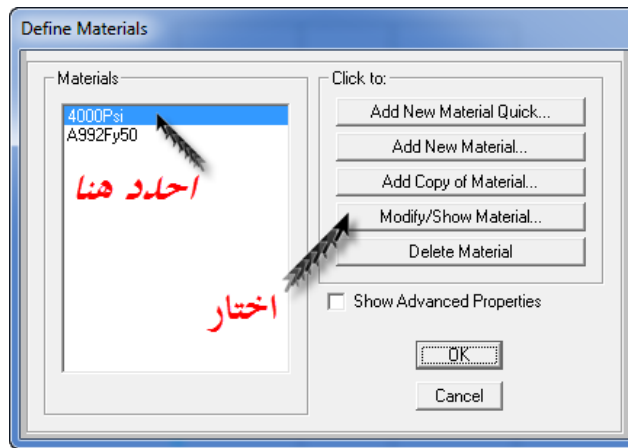 Define Materials
Materials
4000Psi
A992Fy50
احدد هنا
اختار
Click to:
Add New Material Quick...
Add New Material...
Add Copy of Material...
Modify/Show Material...
Delete Material
Show Advanced Properties
OK
Cancel